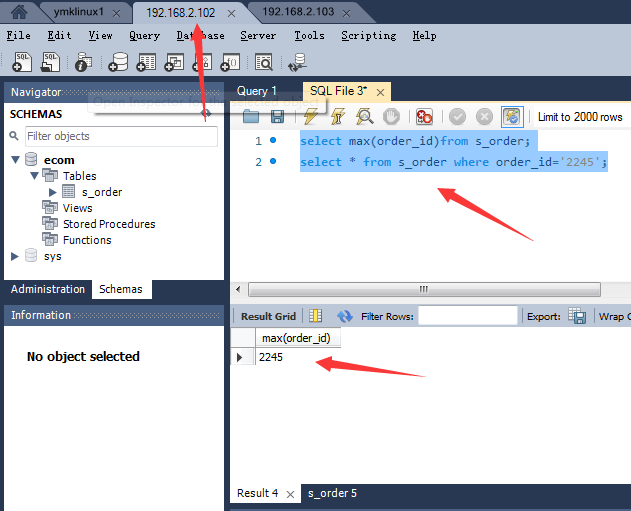 ymklinux1 × 192.168.2.102 × 192.168.2.103 ×
File Edit View Query Database Server Tools Scripting Help
Navigator
Query 1 SQL File 3* ×
Open Inspector for the selected object
SCHEMAS
Limit to 2000 rows
Filter objects
1 select max(order_id)from s_order;
2 select * from s_order where order_id='2245';
ecom
Tables
s_order
Views
Stored Procedures
Functions
sys
Administration Schemas
Information
Result Grid Filter Rows: Export: Wrap C
max(order_id)
2245
No object selected
Result 4 × s_order 5